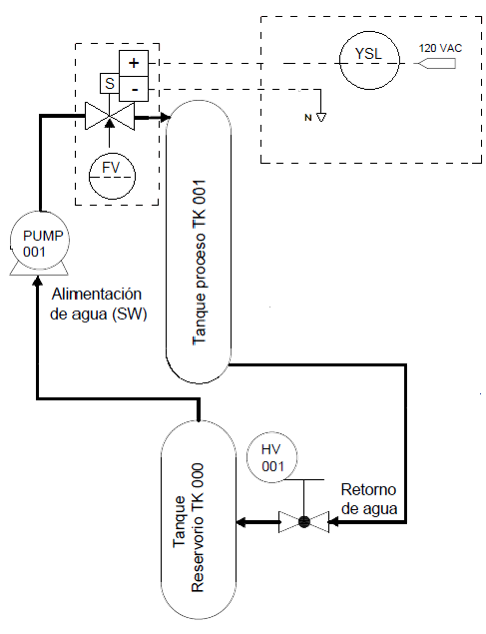 YSL
120 VAC
+
-
S
N
FV
PUMP
001
Tanque proceso TK 001
Alimentación
de agua (SW)
HV
001
Retorno
de agua
Tanque
Reservorio TK 000